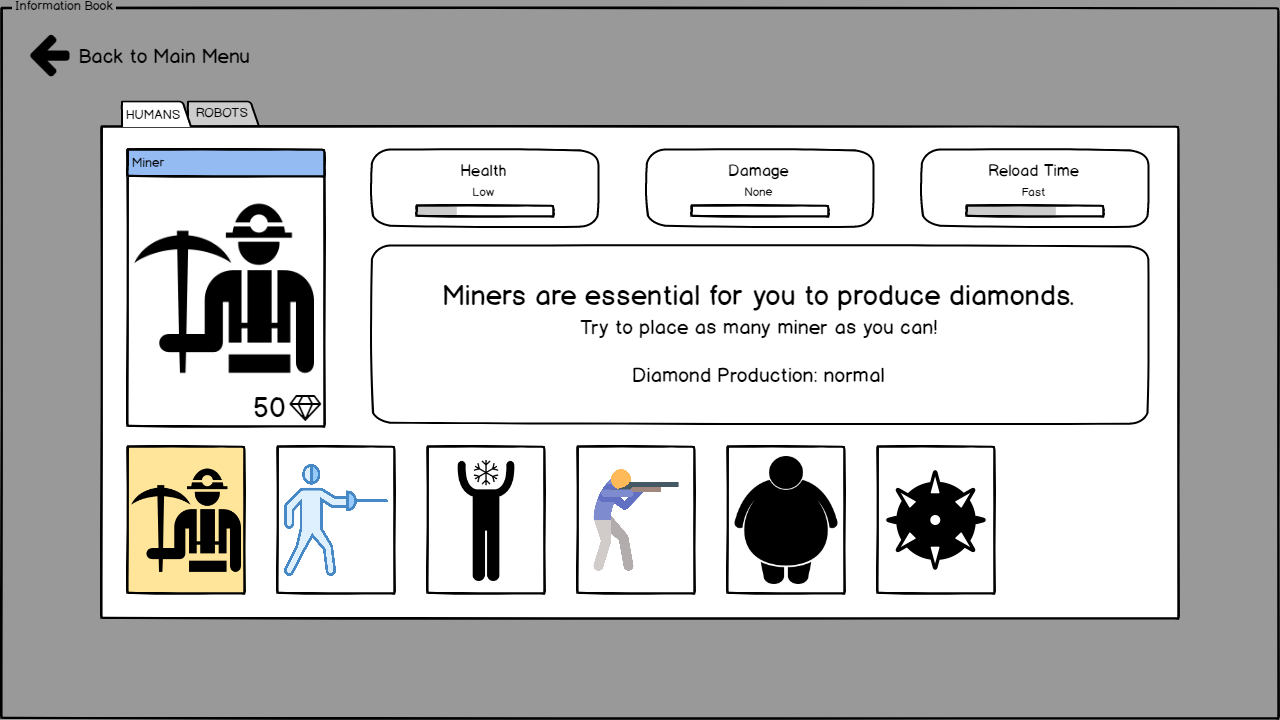 Information Book
Back to Main Menu
HUMANS
ROBOTS
Miner
50
Health
Low
Damage
None
Reload Time
Fast
Miners are essential for you to produce diamonds.
Try to place as many miner as you can!
Diamond Production: normal